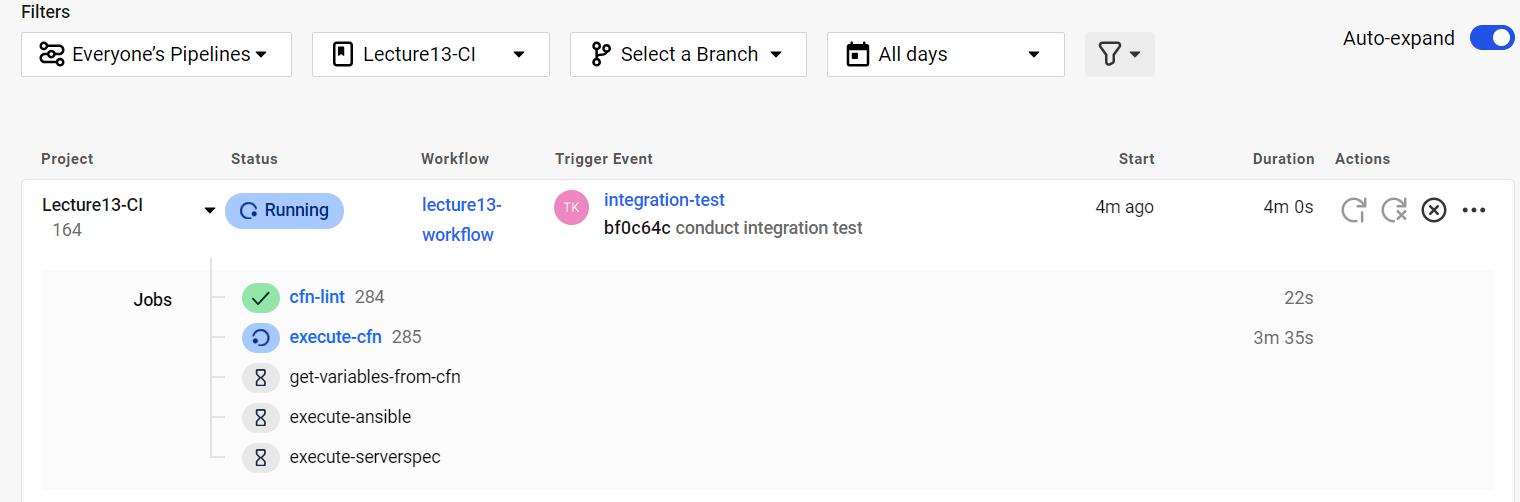 Filters
Everyone's Pipelines
Lecture13-CI
Select a Branch
All days
Auto-expand
Project
Status
Workflow
Trigger Event
Start
Duration
Actions
Lecture13-CI
164
Running
lecture13-
workflow
TK
integration-test
bf0c64c conduct integration test
4m ago
4m 0s
Jobs
cfn-lint 284
22s
execute-cfn 285
3m 35s
get-variables-from-cfn
execute-ansible
execute-serverspec